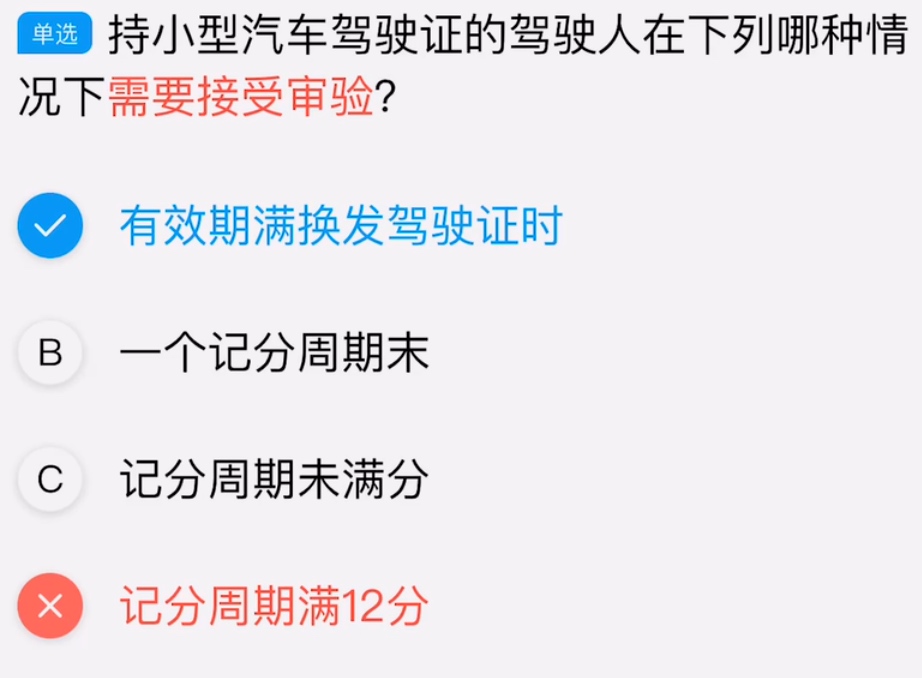 单选 持小型汽车驾驶证的驾驶人在下列哪种情
况下需要接受审验?
有效期满换发驾驶证时
B 一个记分周期末
C 记分周期未满分
记分周期满12分